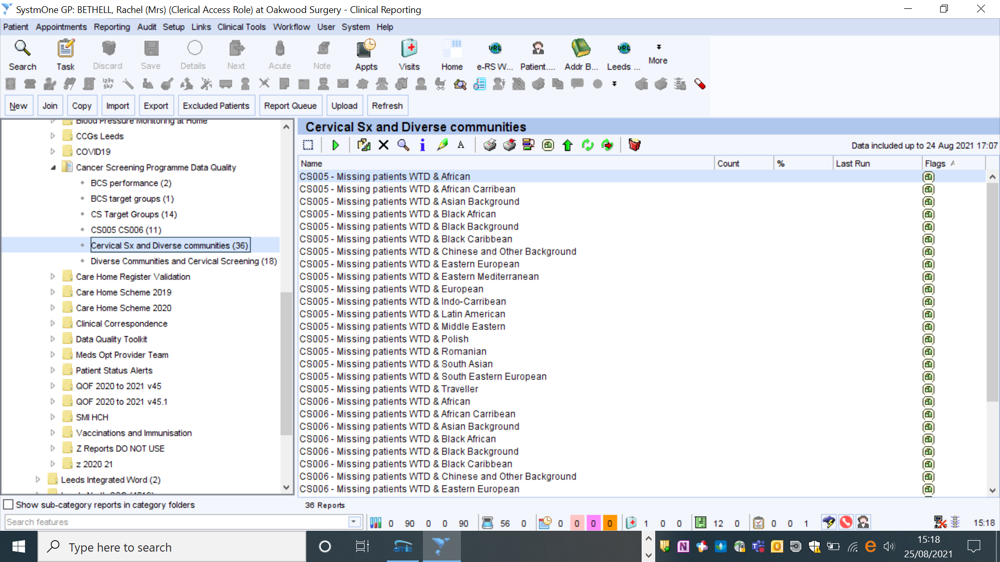 SystmOne GP: BETHELL, Rachel (Mrs) (Clerical Access Role) at Oakwood Surgery - Clinical Reporting
Patient Appointments Reporting Audit Setup Links Clinical Tools Workflow User System Help
Search Task Discard Save Details Next Acute Note Appts Visits Home e-RS W... Patient.... Addr B... Leeds ... More
New Join Copy Import Export Excluded Patients Report Queue Upload Refresh
Blood Pressure Monitoring at Home
CCGs Leeds
COVID19
Cancer Screening Programme Data Quality
BCS performance (2)
BCS target groups (1)
CS Target Groups (14)
CS005 CS006 (11)
Cervical Sx and Diverse communities (36)
Diverse Communities and Cervical Screening (18)
Care Home Register Validation
Care Home Scheme 2019
Care Home Scheme 2020
Clinical Correspondence
Data Quality Toolkit
Meds Opt Provider Team
Patient Status Alerts
QOF 2020 to 2021 v45
QOF 2020 to 2021 v45.1
SMI HCH
Vaccinations and Immunisation
Z Reports DO NOT USE
z 2020 21
Leeds Integrated Word (2)
Show sub-category reports in category folders
Cervical Sx and Diverse communities
Data included up to 24 Aug 2021 17:07
Name Count % Last Run Flags
CS005 - Missing patients WTD & African
CS005 - Missing patients WTD & African Carribean
CS005 - Missing patients WTD & Asian Background
CS005 - Missing patients WTD & Black African
CS005 - Missing patients WTD & Black Background
CS005 - Missing patients WTD & Black Caribbean
CS005 - Missing patients WTD & Chinese and Other Background
CS005 - Missing patients WTD & Eastern European
CS005 - Missing patients WTD & Eastern Mediterranean
CS005 - Missing patients WTD & European
CS005 - Missing patients WTD & Indo-Carribean
CS005 - Missing patients WTD & Latin American
CS005 - Missing patients WTD & Middle Eastern
CS005 - Missing patients WTD & Polish
CS005 - Missing patients WTD & Romanian
CS005 - Missing patients WTD & South Asian
CS005 - Missing patients WTD & South Eastern European
CS005 - Missing patients WTD & Traveller
CS006 - Missing patients WTD & African
CS006 - Missing patients WTD & African Carribean
CS006 - Missing patients WTD & Asian Background
CS006 - Missing patients WTD & Black African
CS006 - Missing patients WTD & Black Background
CS006 - Missing patients WTD & Black Caribbean
CS006 - Missing patients WTD & Chinese and Other Background
CS006 - Missing patients WTD & Eastern European
36 Reports
Search features
0 90 0 0 90 56 0 0 0 0 0 1 0 0 12 0 0 0 1 15:18
Type here to search
15:18
25/08/2021